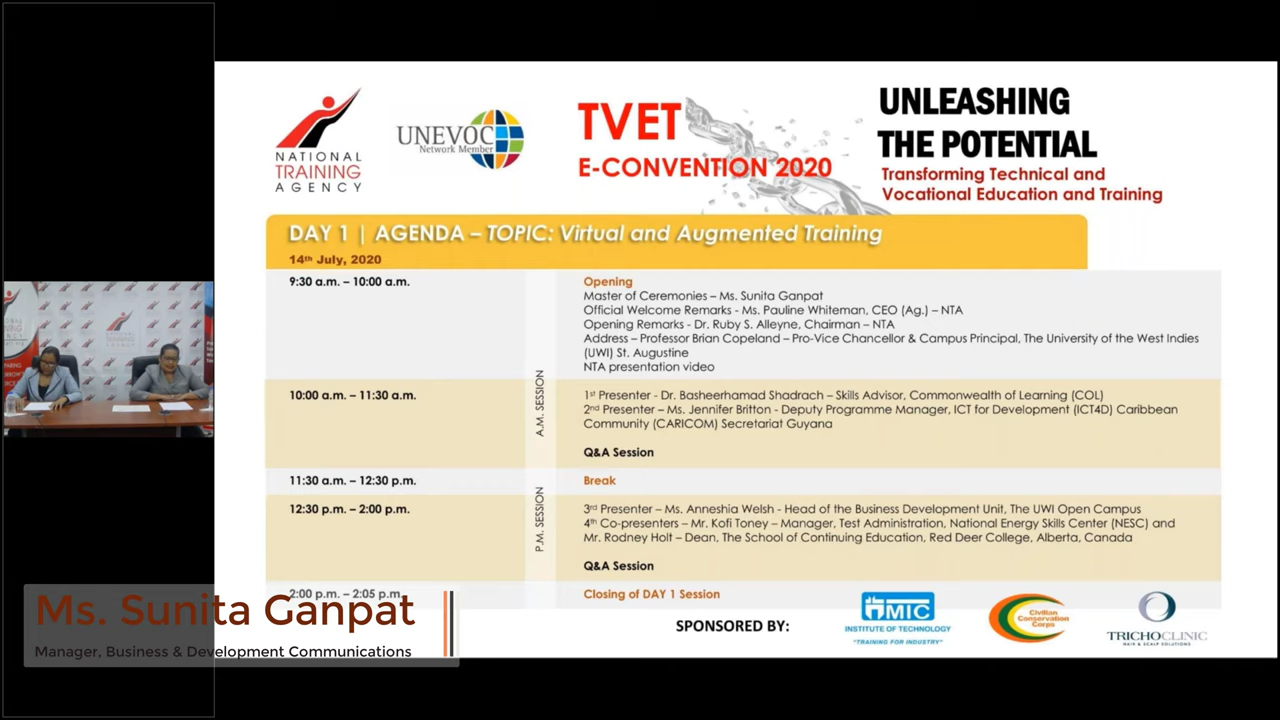 NATIONAL
TRAINING
AGENCY
UNEVOC
Network Member
TVET
E-CONVENTION 2020
UNLEASHING
THE POTENTIAL
Transforming Technical and
Vocational Education and Training
DAY 1 | AGENDA – TOPIC: Virtual and Augmented Training
14th July, 2020
9:30 a.m. – 10:00 a.m.
Opening
Master of Ceremonies – Ms. Sunita Ganpat
Official Welcome Remarks - Ms. Pauline Whiteman, CEO (Ag.) – NTA
Opening Remarks - Dr. Ruby S. Alleyne, Chairman – NTA
Address – Professor Brian Copeland – Pro-Vice Chancellor & Campus Principal, The University of the West Indies
(UWI) St. Augustine
NTA presentation video
A.M. SESSION
10:00 a.m. – 11:30 a.m.
1st Presenter - Dr. Basheerhamad Shadrach – Skills Advisor, Commonwealth of Learning (COL)
2nd Presenter – Ms. Jennifer Britton - Deputy Programme Manager, ICT for Development (ICT4D) Caribbean
Community (CARICOM) Secretariat Guyana
Q&A Session
11:30 a.m. – 12:30 p.m.
Break
P.M. SESSION
12:30 p.m. – 2:00 p.m.
3rd Presenter – Ms. Anneshia Welsh - Head of the Business Development Unit, The UWI Open Campus
4th Co-presenters – Mr. Kofi Toney – Manager, Test Administration, National Energy Skills Center (NESC) and
Mr. Rodney Holt – Dean, The School of Continuing Education, Red Deer College, Alberta, Canada
Q&A Session
2:00 p.m. – 2:05 p.m.
Closing of DAY 1 Session
Ms. Sunita Ganpat
Manager, Business & Development Communications
SPONSORED BY:
MIC
INSTITUTE OF TECHNOLOGY
"TRAINING FOR INDUSTRY"
Civilian
Conservation
Corps
TRICHOCLINIC
HAIR & SCALP SOLUTIONS